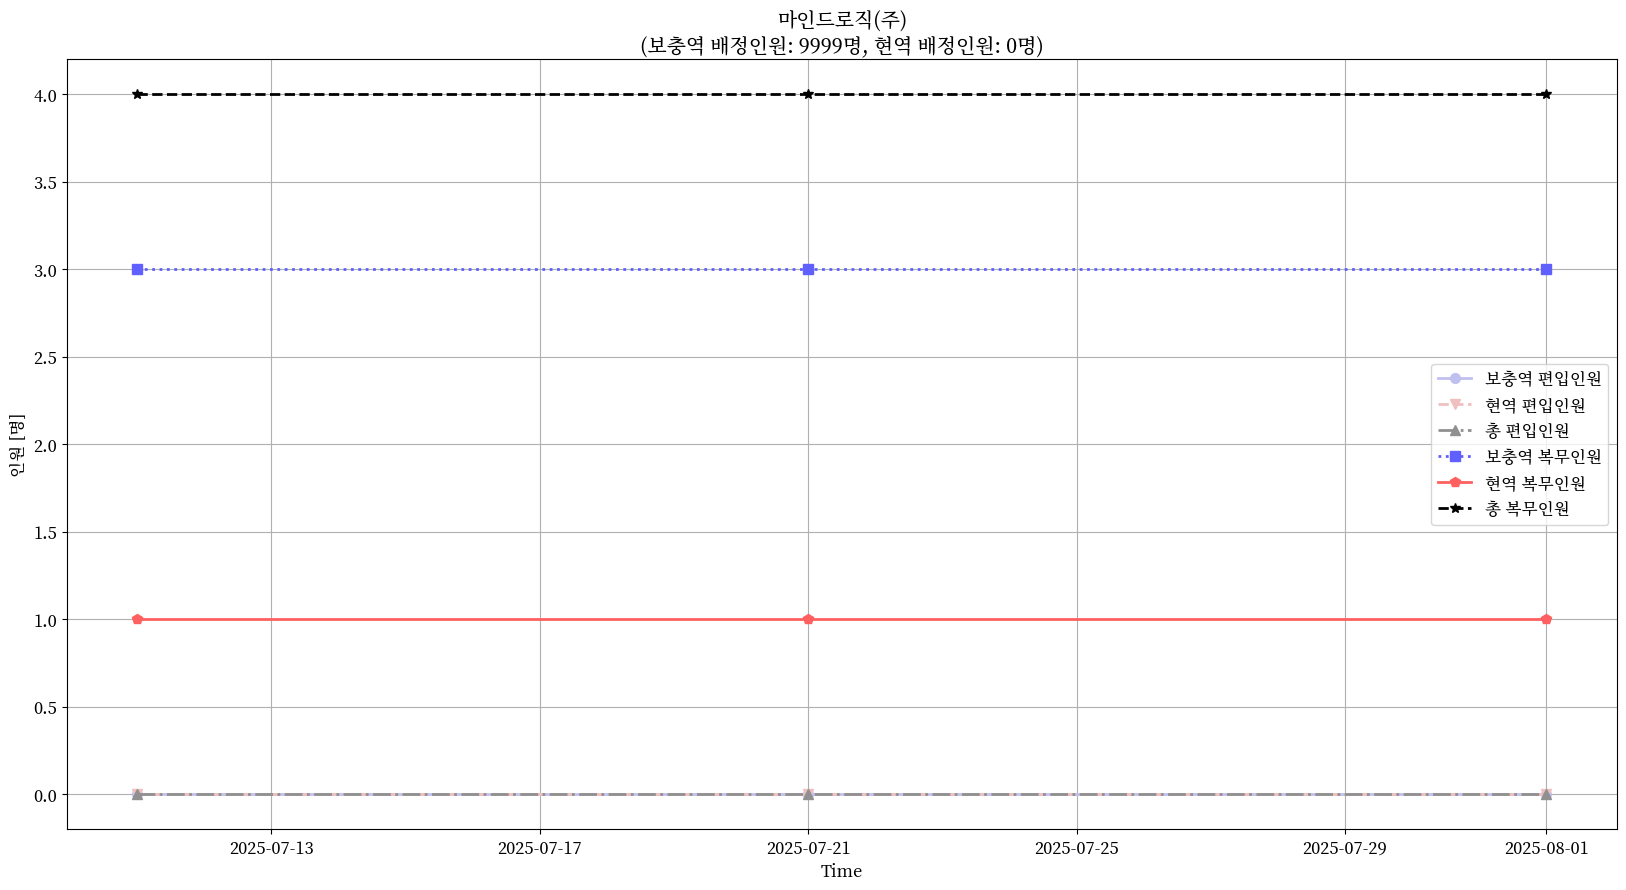 마인드로직(주)
(보충역 배정인원: 9999명, 현역 배정인원: 0명)
4.0
3.5
3.0
2.5
2.0
1.5
1.0
0.5
0.0
인원 [명]
보충역 편입인원
현역 편입인원
총 편입인원
보충역 복무인원
현역 복무인원
총 복무인원
2025-07-13 2025-07-17 2025-07-21 2025-07-25 2025-07-29 2025-08-01
Time